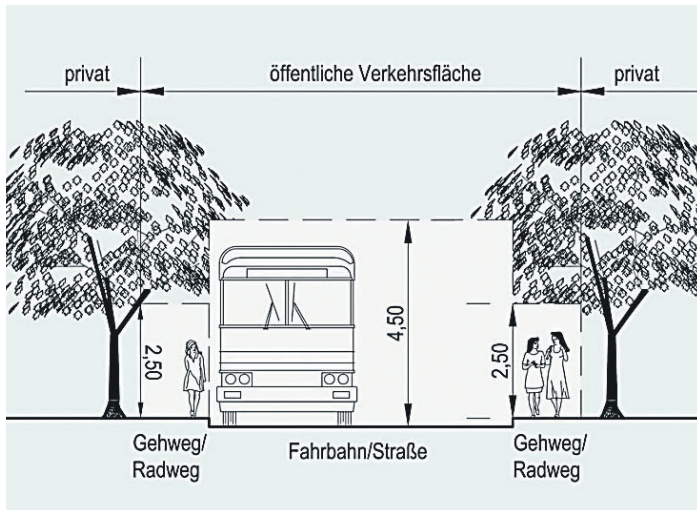 privat
öffentliche Verkehrsfläche
privat
2,50
4,50
2,50
Gehweg/
Radweg
Fahrbahn/Straße
Gehweg/
Radweg